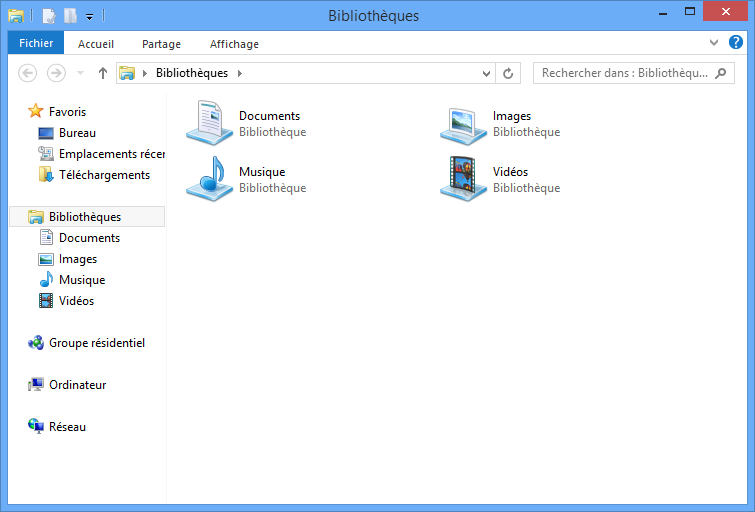 Bibliothèques
Fichier
Accueil
Partage
Affichage
Bibliothèques
Rechercher dans : Bibliothèqu...
Favoris
Bureau
Emplacements récer
Téléchargements
Bibliothèques
Documents
Images
Musique
Vidéos
Groupe résidentiel
Ordinateur
Réseau
Documents
Bibliothèque
Images
Bibliothèque
Musique
Bibliothèque
Vidéos
Bibliothèque